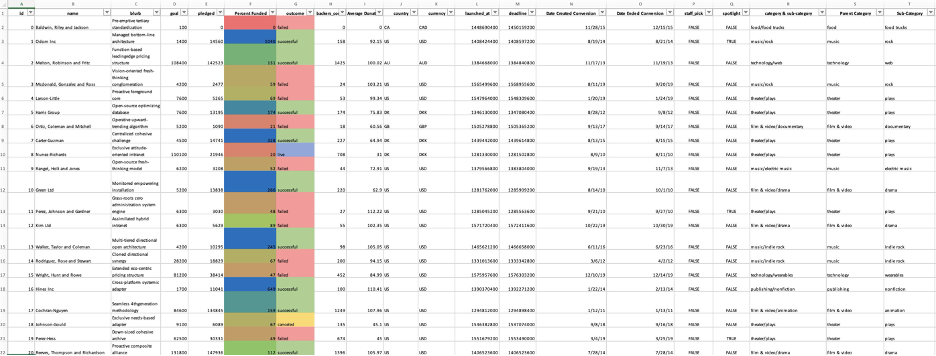 A B C D E F G H I J K L M N O P Q R S T
id name blurb goal pledged Percent Funded outcome backers_co Average Donat country currency launched_at deadline Date Created Conversion Date Ended Conversion staff_pick spotlight category & sub-category Parent Category Sub-Category
0 Baldwin, Riley and Jackson Pre-emptive tertiary standardization 100 0 0 failed 0 0 CA CAD 1448690400 1450159200 11/28/15 12/15/15 FALSE FALSE food/food trucks food food trucks
1 Odom Inc Managed bottom-line architecture 1400 14560 1040 successful 158 92.15 US USD 1408424400 1408597200 8/19/14 8/21/14 FALSE TRUE music/rock music rock
2 Melton, Robinson and Fritz Function-based leadingedge pricing structure 108400 142523 131 successful 1425 100.02 AU AUD 1384668000 1384840800 11/17/13 11/19/13 FALSE FALSE technology/web technology web
3 Mcdonald, Gonzalez and Ross Vision-oriented fresh-thinking conglomeration 4200 2477 59 failed 24 103.21 US USD 1565499600 1568955600 8/11/19 9/20/19 FALSE FALSE music/rock music rock
4 Larson-Little Proactive foreground core 7600 5265 69 failed 53 99.34 US USD 1547964000 1548309600 1/20/19 1/24/19 FALSE FALSE theater/plays theater plays
5 Harris Group Open-source optimizing database 7600 13195 174 successful 174 75.83 DK DKK 1346130000 1347080400 8/28/12 9/8/12 FALSE FALSE theater/plays theater plays
6 Ortiz, Coleman and Mitchell Operative upward-trending algorithm 5200 1090 21 failed 18 60.56 GB GBP 1505278800 1505365200 9/13/17 9/14/17 FALSE FALSE film & video/documentary film & video documentary
7 Carter-Guzman Centralized cohesive challenge 4500 14741 328 successful 227 64.94 DK DKK 1439442000 1439614800 8/13/15 8/15/15 FALSE FALSE theater/plays theater plays
8 Nunez-Richards Exclusive attitude-oriented intranet 110100 21946 20 live 708 31 DK DKK 1281330000 1281502800 8/9/10 8/11/10 FALSE FALSE theater/plays theater plays
9 Rangel, Holt and Jones Open-source fresh-thinking model 6200 3208 52 failed 44 72.91 US USD 1379566800 1383804000 9/19/13 11/7/13 FALSE FALSE music/electric music music electric music
10 Green Ltd Monitored empowering installation 5200 13838 266 successful 220 62.9 US USD 1281762000 1285909200 8/14/10 10/1/10 FALSE FALSE film & video/drama film & video drama
11 Perez, Johnson and Gardner Grass-roots zero administration system engine 6300 3030 48 failed 27 112.22 US USD 1285045200 1285563600 9/21/10 9/27/10 FALSE TRUE theater/plays theater plays
12 Kim Ltd Assimilated hybrid intranet 6300 5629 89 failed 55 102.35 US USD 1571720400 1572411600 10/22/19 10/30/19 FALSE FALSE film & video/drama film & video drama
13 Walker, Taylor and Coleman Multi-tiered directional open architecture 4200 10295 245 successful 98 105.05 US USD 1465621200 1466658000 6/11/16 6/23/16 FALSE FALSE music/indie rock music indie rock
14 Rodriguez, Rose and Stewart Cloned directional synergy 28200 18829 67 failed 200 94.15 US USD 1331013600 1333342800 3/6/12 4/2/12 FALSE FALSE music/indie rock music indie rock
15 Wright, Hunt and Rowe Extended eco-centric pricing structure 81200 38414 47 failed 452 84.99 US USD 1575957600 1576303200 12/10/19 12/14/19 FALSE FALSE technology/wearables technology wearables
16 Hines Inc Cross-platform systemic adapter 1700 11041 649 successful 100 110.41 US USD 1390370400 1392271200 1/22/14 2/13/14 FALSE FALSE publishing/nonfiction publishing nonfiction
17 Cochran-Nguyen Seamless 4thgeneration methodology 84600 134845 159 successful 1249 107.96 US USD 1294812000 1294898400 1/12/11 1/13/11 FALSE FALSE film & video/animation film & video animation
18 Johnson-Gould Exclusive needs-based adapter 9100 6089 67 canceled 135 45.1 US USD 1536382800 1537074000 9/8/18 9/16/18 FALSE FALSE theater/plays theater plays
19 Perez-Hess Down-sized cohesive archive 62500 30331 49 failed 674 45 US USD 1551679200 1553490000 3/4/19 3/25/19 FALSE TRUE theater/plays theater plays
20 Reeves, Thompson and Richardson Proactive composite alliance 131800 147936 112 successful 1396 105.97 US USD 1406523600 1406523600 7/28/14 7/28/14 FALSE FALSE film & video/drama film & video drama